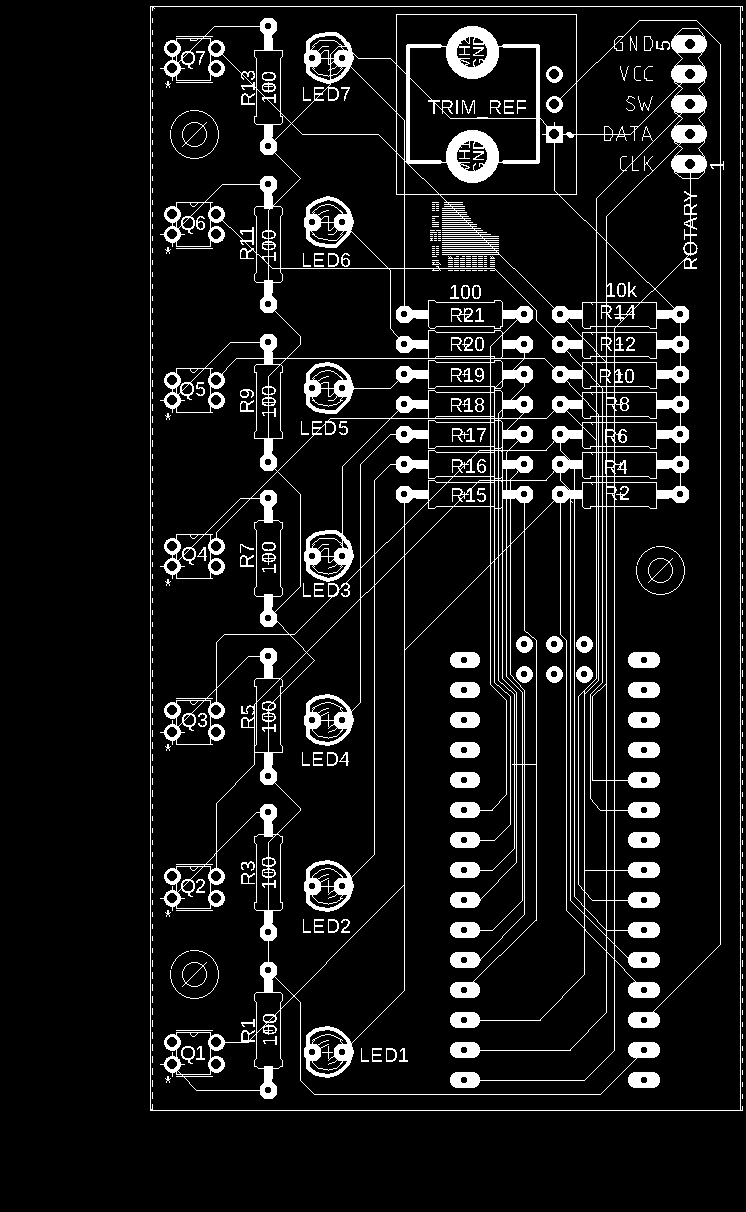 Q7
R13
100
LED7
TRIM_REF
GND
5
VCC
SW
DATA
CLK
1
ROTARY
Q6
R11
100
LED6
100
10k
R21
R14
R20
R12
R19
R10
R18
R8
R17
R6
R16
R4
R15
R2
Q5
R9
100
LED5
Q4
R7
100
LED3
Q3
R5
100
LED4
Q2
R3
100
LED2
Q1
R1
100
LED1